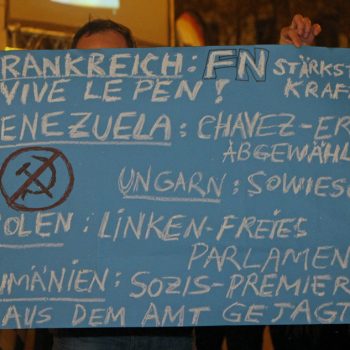 RANKREICH: FN STÄRKST
VIVE LE PEN! KRAF
ENEZUELA: CHAVEZ-ER
ABGEWÄHL
UNGARN: SOWIES
OLEN: LINKEN-FREIES
PARLAMEN
UMÄNIEN: SOZIS-PREMIER
AUS DEM AMT GEJAGT